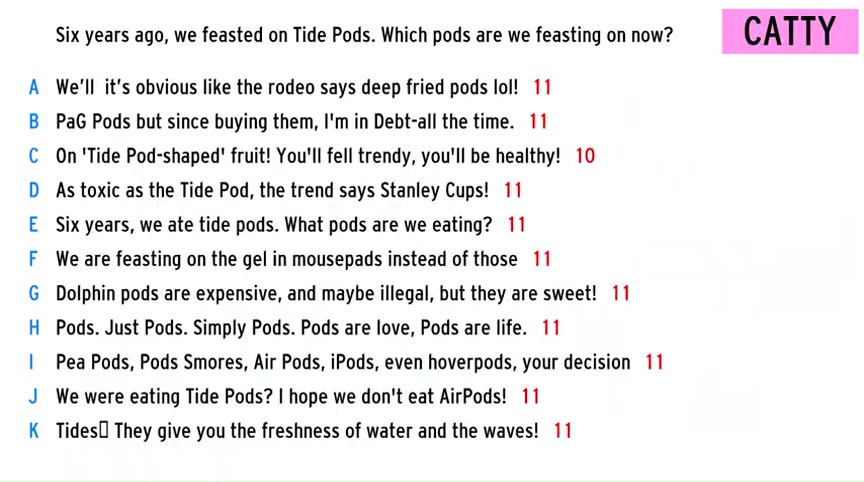 Six years ago, we feasted on Tide Pods. Which pods are we feasting on now?
CATTY
A We'll it's obvious like the rodeo says deep fried pods lol! 11
B PaG Pods but since buying them, I'm in Debt-all the time. 11
C On 'Tide Pod-shaped' fruit! You'll fell trendy, you'll be healthy! 10
D As toxic as the Tide Pod, the trend says Stanley Cups! 11
E Six years, we ate tide pods. What pods are we eating? 11
F We are feasting on the gel in mousepads instead of those 11
G Dolphin pods are expensive, and maybe illegal, but they are sweet! 11
H Pods. Just Pods. Simply Pods. Pods are love, Pods are life. 11
I Pea Pods, Pods Smores, Air Pods, iPods, even hoverpods, your decision 11
J We were eating Tide Pods? I hope we don't eat AirPods! 11
K Tides▯ They give you the freshness of water and the waves! 11